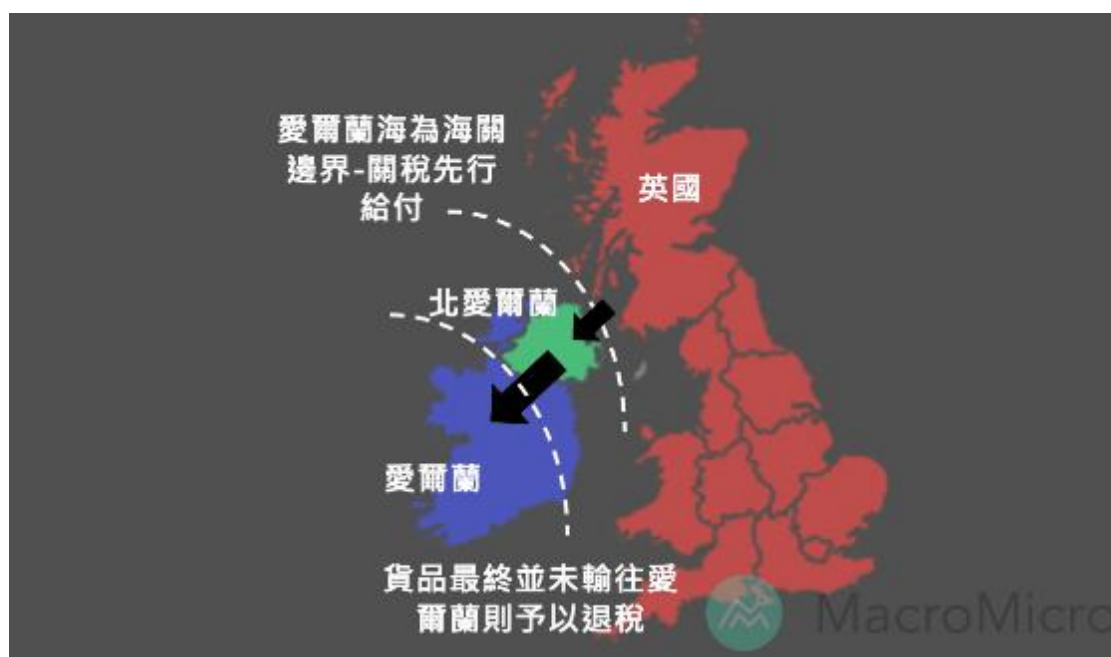 愛爾蘭海為海關
邊界-關稅先行
給付
英國
北愛爾蘭
愛爾蘭
貨品最終並未輸往愛
爾蘭則予以退稅
MacroMicro